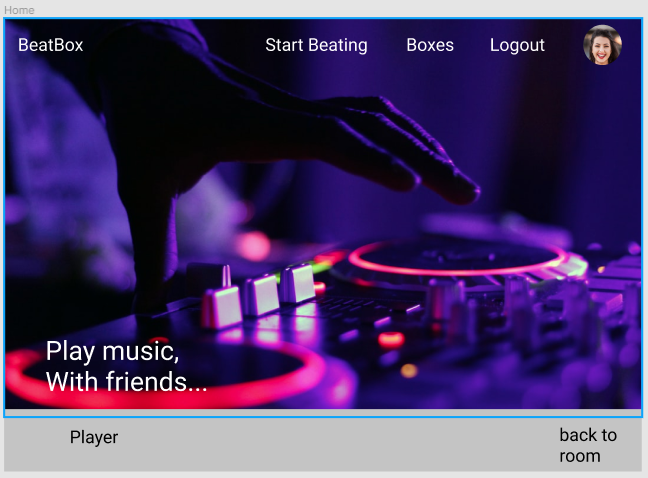 Home
BeatBox
Start Beating
Boxes
Logout
Play music,
With friends...
Player
back to
room